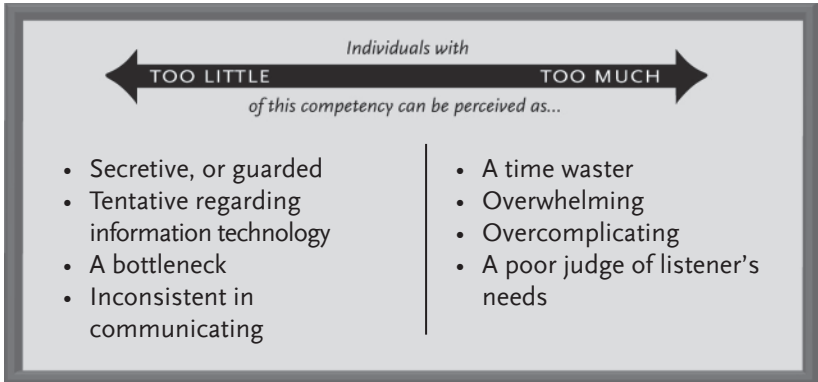 Individuals with
TOO LITTLE TOO MUCH
of this competency can be perceived as...
• Secretive, or guarded
• Tentative regarding
information technology
• A bottleneck
• Inconsistent in
communicating
• A time waster
• Overwhelming
• Overcomplicating
• A poor judge of listener's
needs